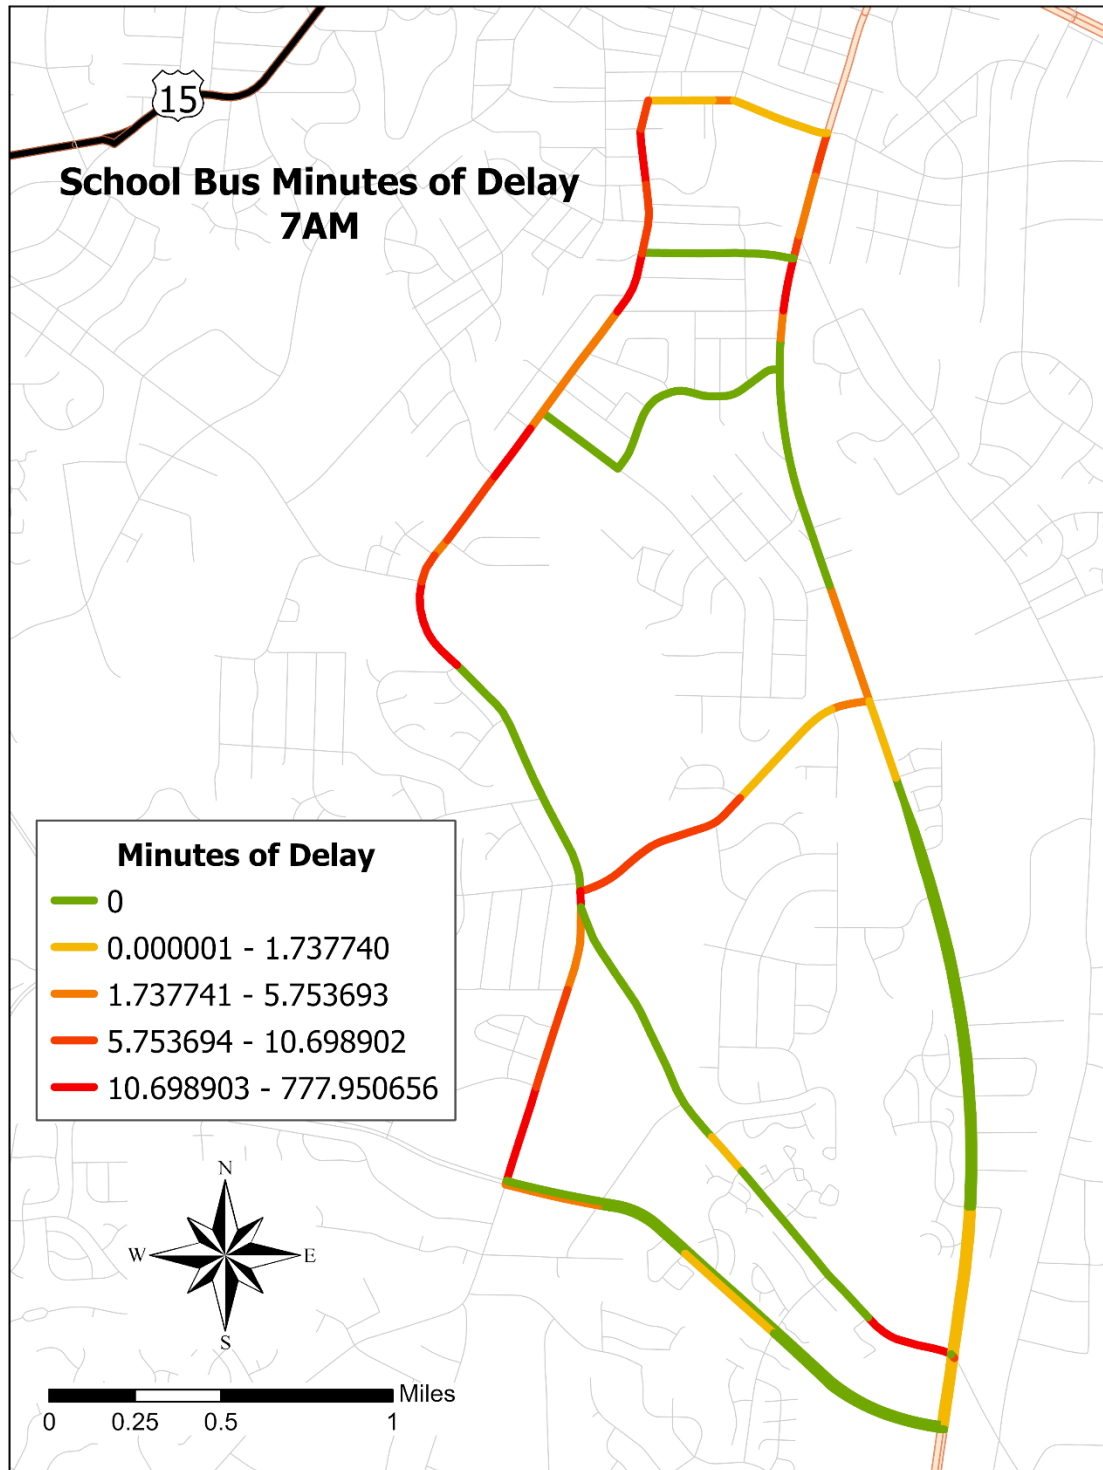 15
School Bus Minutes of Delay
7AM
Minutes of Delay
0
0.000001 - 1.737740
1.737741 - 5.753693
5.753694 - 10.698902
10.698903 - 777.950656
N
W E
S
Miles
0 0.25 0.5 1